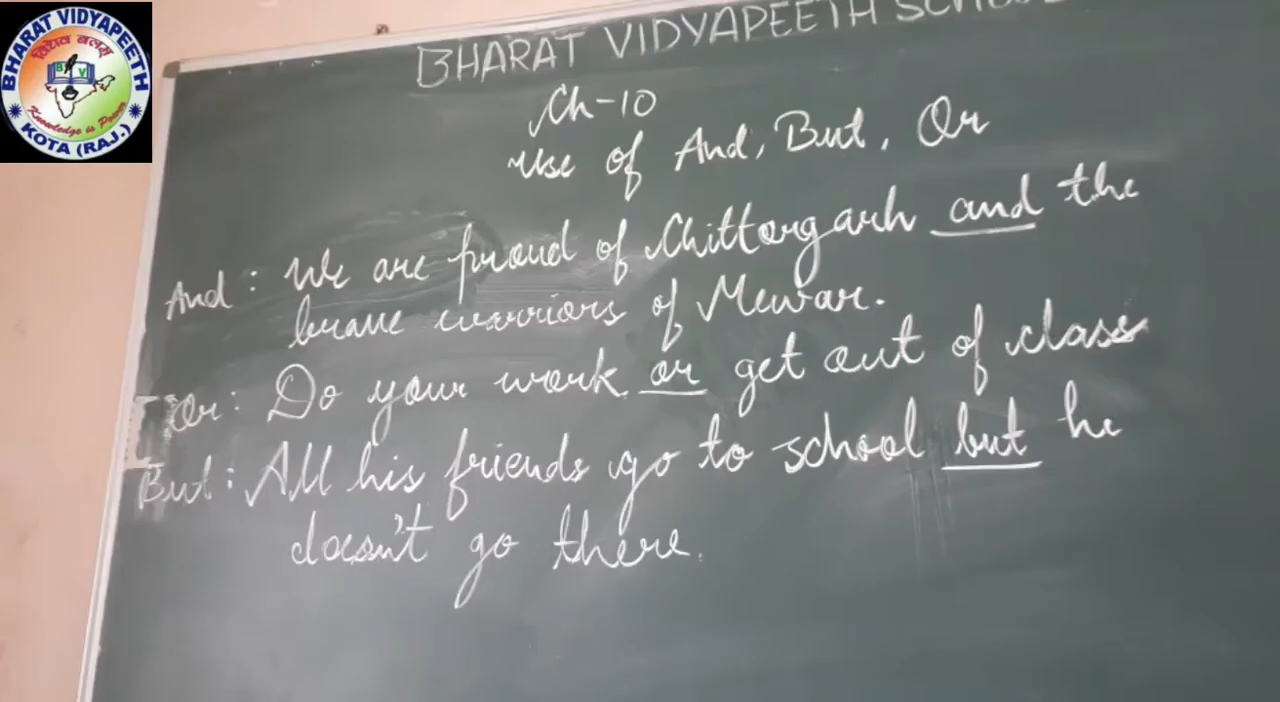 BHARAT VIDYAPEETH
विद्यैव बलम्
B V
Knowledge is Power
KOTA (RAJ.)
BHARAT VIDYAPEETH SCHOOL
Ch-10
Use of And, But, Or
And: We are proud of Chittorgarh and the
brave warriors of Mewar.
Or: Do your work or get out of class
But: All his friends go to school but he
doesn't go there.